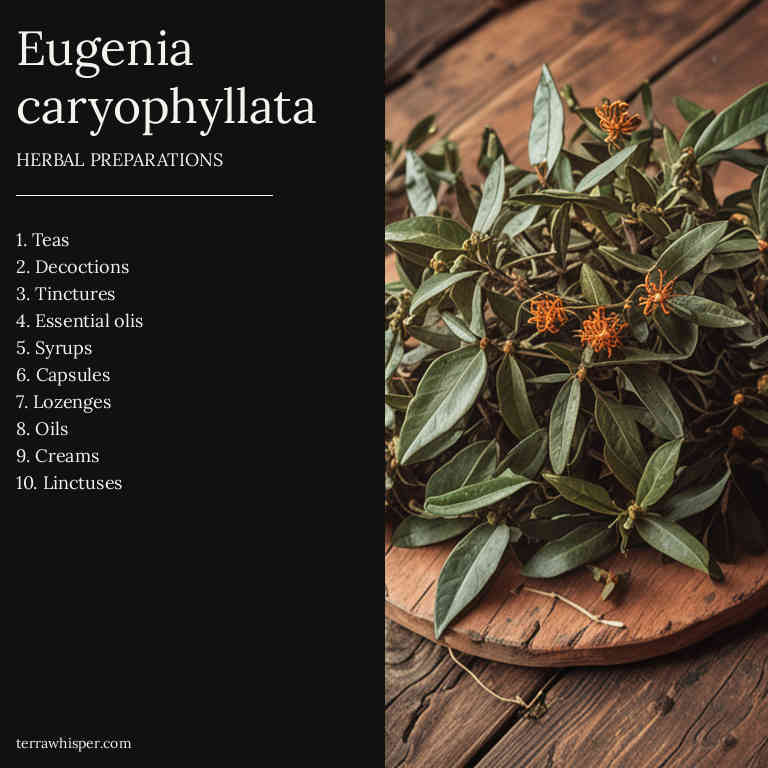 Eugenia
caryophyllata
HERBAL PREPARATIONS
1. Teas
2. Decoctions
3. Tinctures
4. Essential olis
5. Syrups
6. Capsules
7. Lozenges
8. Oils
9. Creams
10. Linctuses
terrawhisper.com